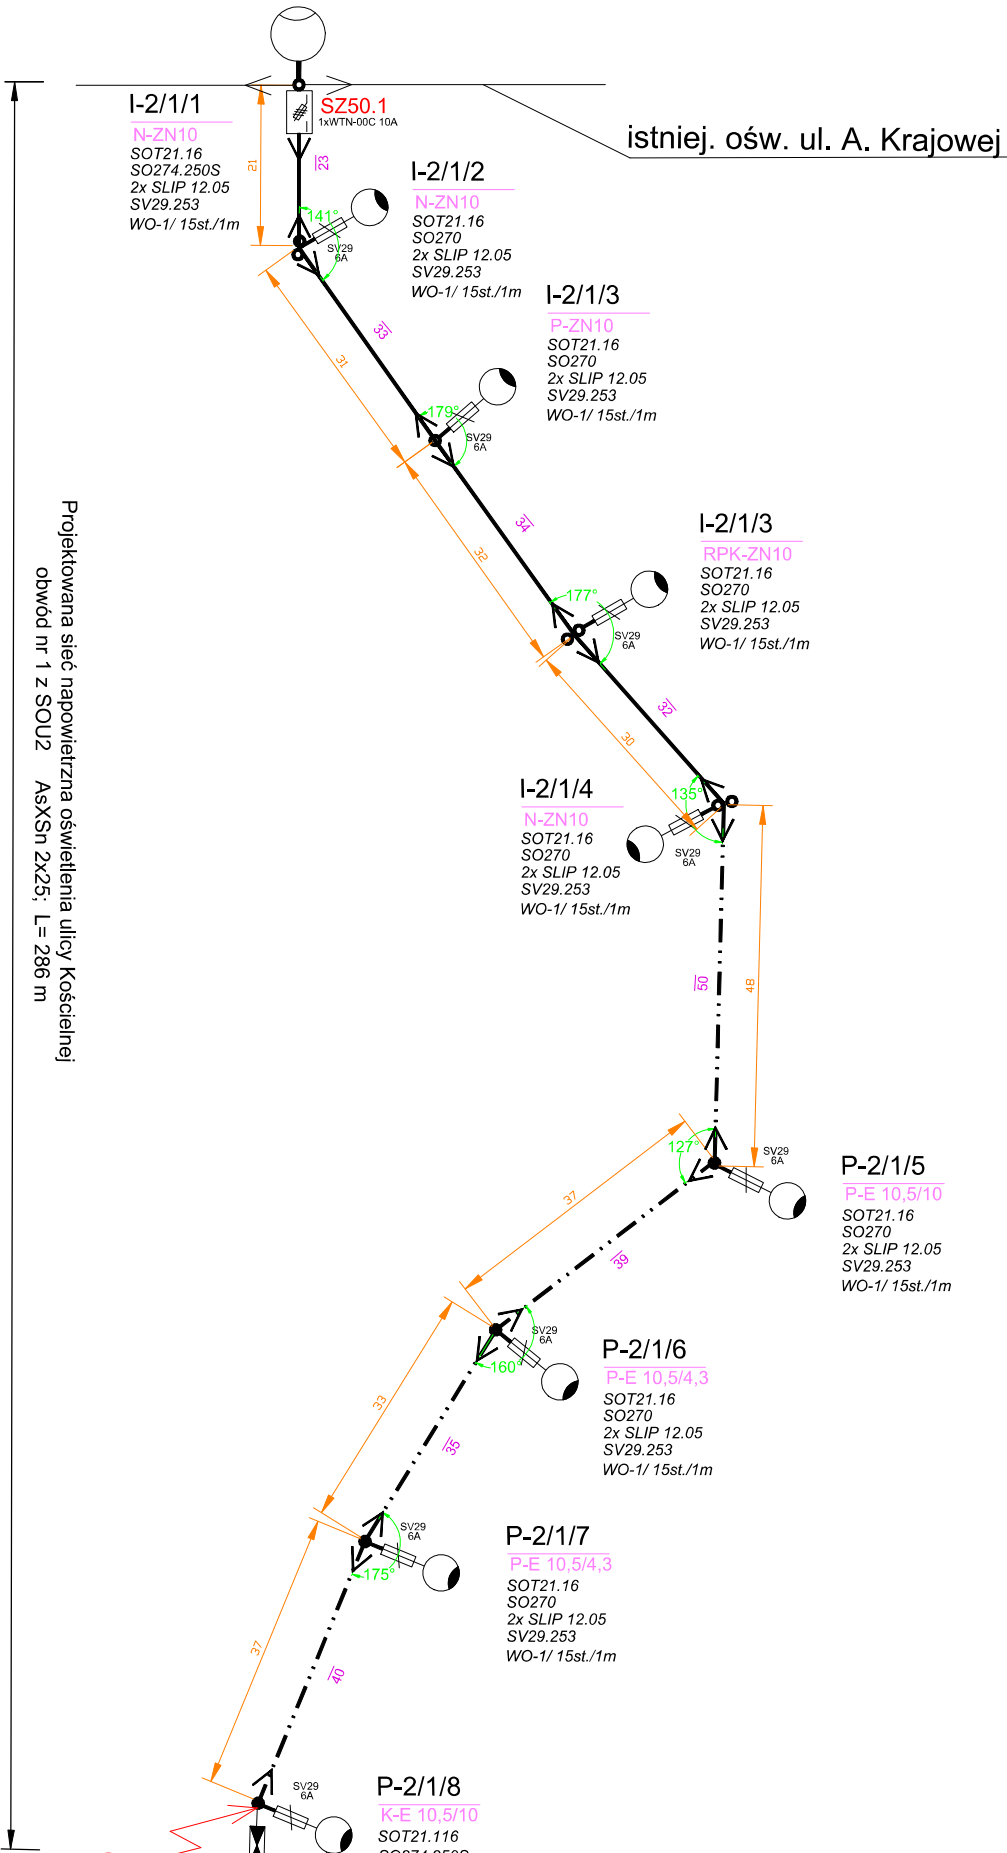 I-2/1/1
N-ZN10
SOT21.16
SO274.250S
2x SLIP 12.05
SV29.253
WO-1/ 15st./1m
SZ50.1
1xWTN-00C 10A
istniej. ośw. ul. A. Krajowej
21
23
141°
SV29
6A
I-2/1/2
N-ZN10
SOT21.16
SO270
2x SLIP 12.05
SV29.253
WO-1/ 15st./1m
33
31
I-2/1/3
P-ZN10
SOT21.16
SO270
2x SLIP 12.05
SV29.253
WO-1/ 15st./1m
179°
SV29
6A
34
32
I-2/1/3
RPK-ZN10
SOT21.16
SO270
2x SLIP 12.05
SV29.253
WO-1/ 15st./1m
177°
SV29
6A
32
30
I-2/1/4
N-ZN10
SOT21.16
SO270
2x SLIP 12.05
SV29.253
WO-1/ 15st./1m
135°
SV29
6A
50
48
Projektowana sieć napowietrzna oświetlenia ulicy Kościelnej
obwód nr 1 z SOU2 AsXSn 2x25; L= 286 m
127°
SV29
6A
P-2/1/5
P-E 10,5/10
SOT21.16
SO270
2x SLIP 12.05
SV29.253
WO-1/ 15st./1m
37
39
SV29
6A
160°
P-2/1/6
P-E 10,5/4,3
SOT21.16
SO270
2x SLIP 12.05
SV29.253
WO-1/ 15st./1m
33
35
SV29
6A
175°
P-2/1/7
P-E 10,5/4,3
SOT21.16
SO270
2x SLIP 12.05
SV29.253
WO-1/ 15st./1m
37
40
SV29
6A
P-2/1/8
K-E 10,5/10
SOT21.116